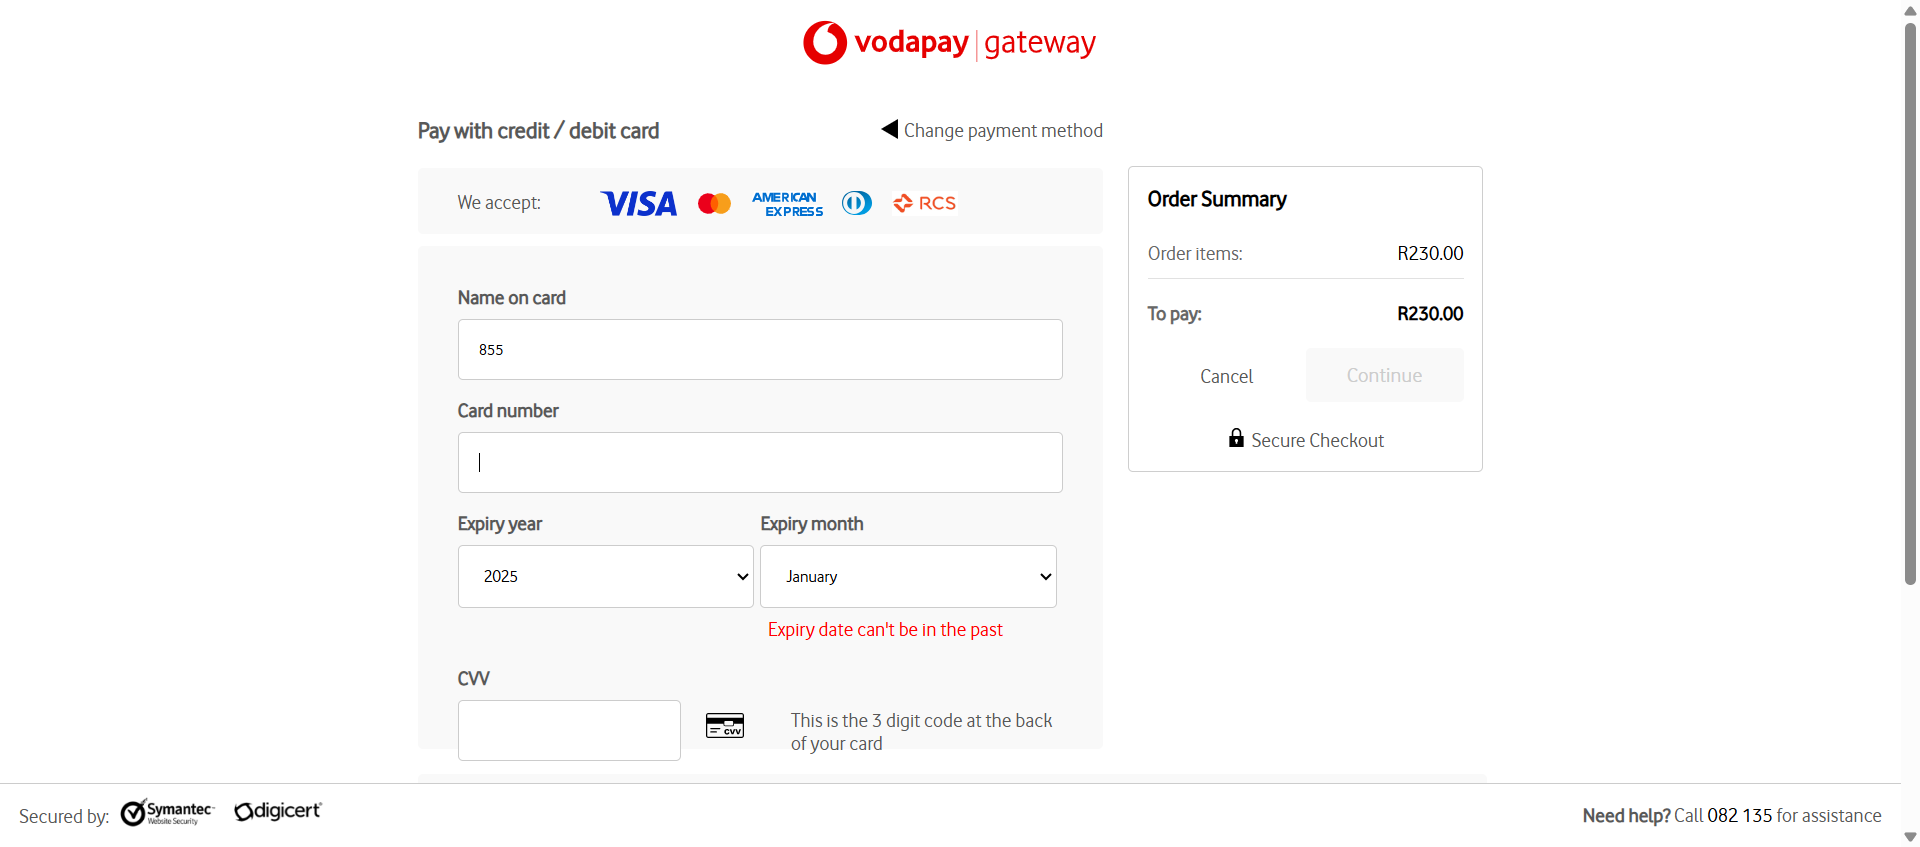 vodapay | gateway
Pay with credit / debit card
Change payment method
We accept:
VISA
AMERICAN
EXPRESS
RCS
Name on card
855
Card number
Expiry year
Expiry month
2025
January
Expiry date can't be in the past
CVV
CVV
This is the 3 digit code at the back
of your card
Order Summary
Order items:
R230.00
To pay:
R230.00
Cancel
Continue
Secure Checkout
Secured by:
Symantec
Website Security
digicert
Need help? Call 082 135 for assistance